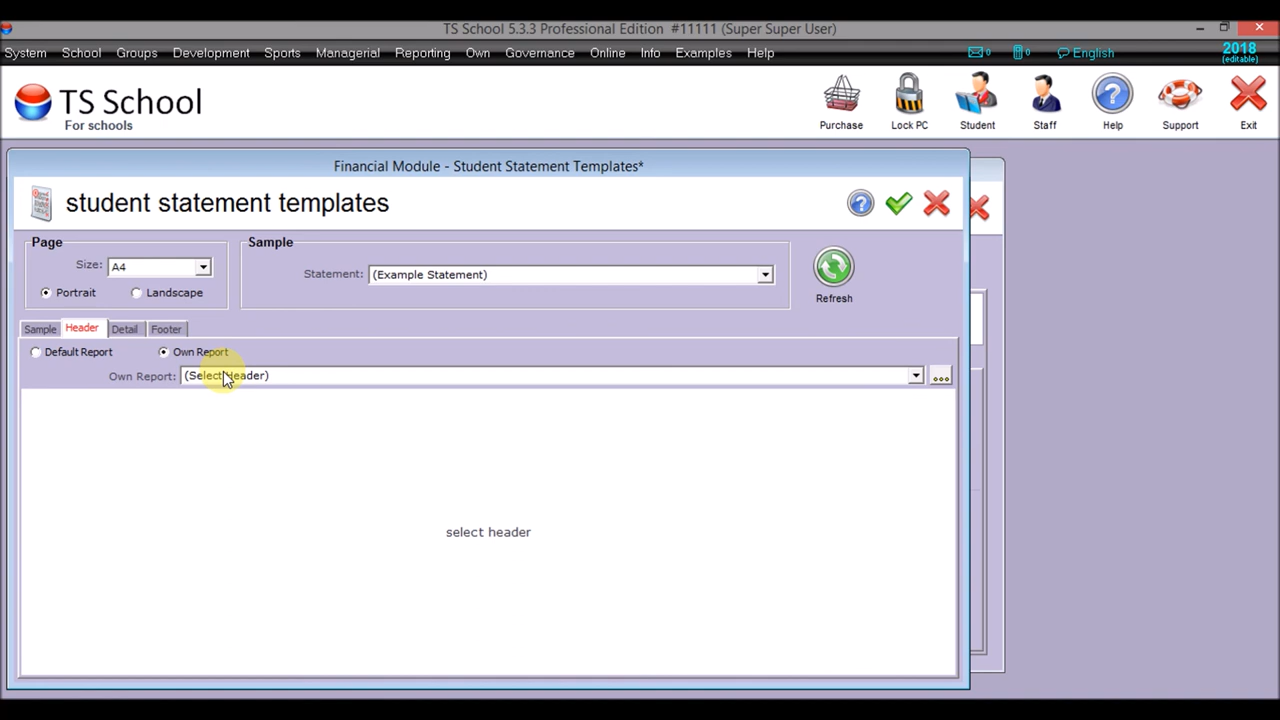 TS School 5.3.3 Professional Edition #11111 (Super Super User)
System School Groups Development Sports Managerial Reporting Own Governance Online Info Examples Help 0 0 English 2018
(editable)
TS School
For schools
Purchase Lock PC Student Staff Help Support Exit
Financial Module - Student Statement Templates*
student statement templates
Page Sample
Size: A4 Statement: (Example Statement)
Portrait Landscape Refresh
Sample Header Detail Footer
Default Report Own Report
Own Report: (Select Header) ...
select header